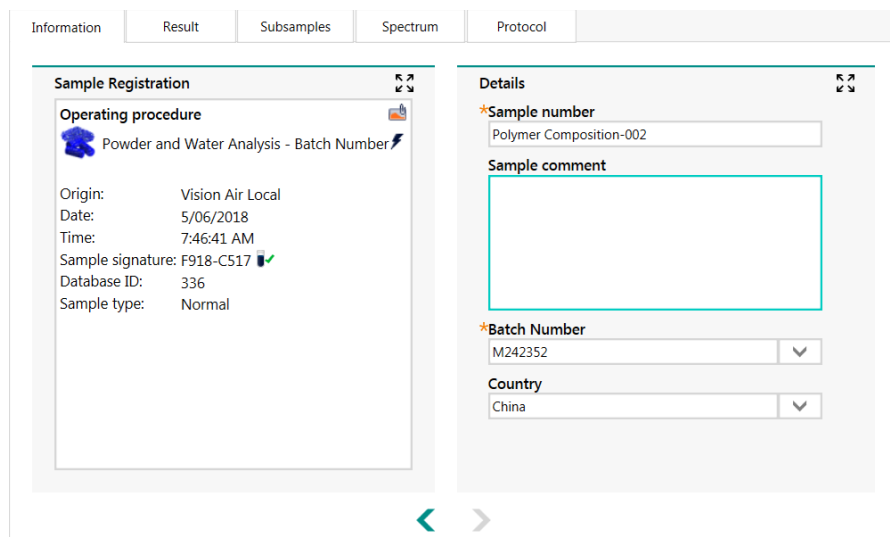 Information
Result
Subsamples
Spectrum
Protocol
Sample Registration
Operating procedure
Powder and Water Analysis - Batch Number
Origin: Vision Air Local
Date: 5/06/2018
Time: 7:46:41 AM
Sample signature: F918-C517
Database ID: 336
Sample type: Normal
Details
*Sample number
Polymer Composition-002
Sample comment
*Batch Number
M242352
Country
China